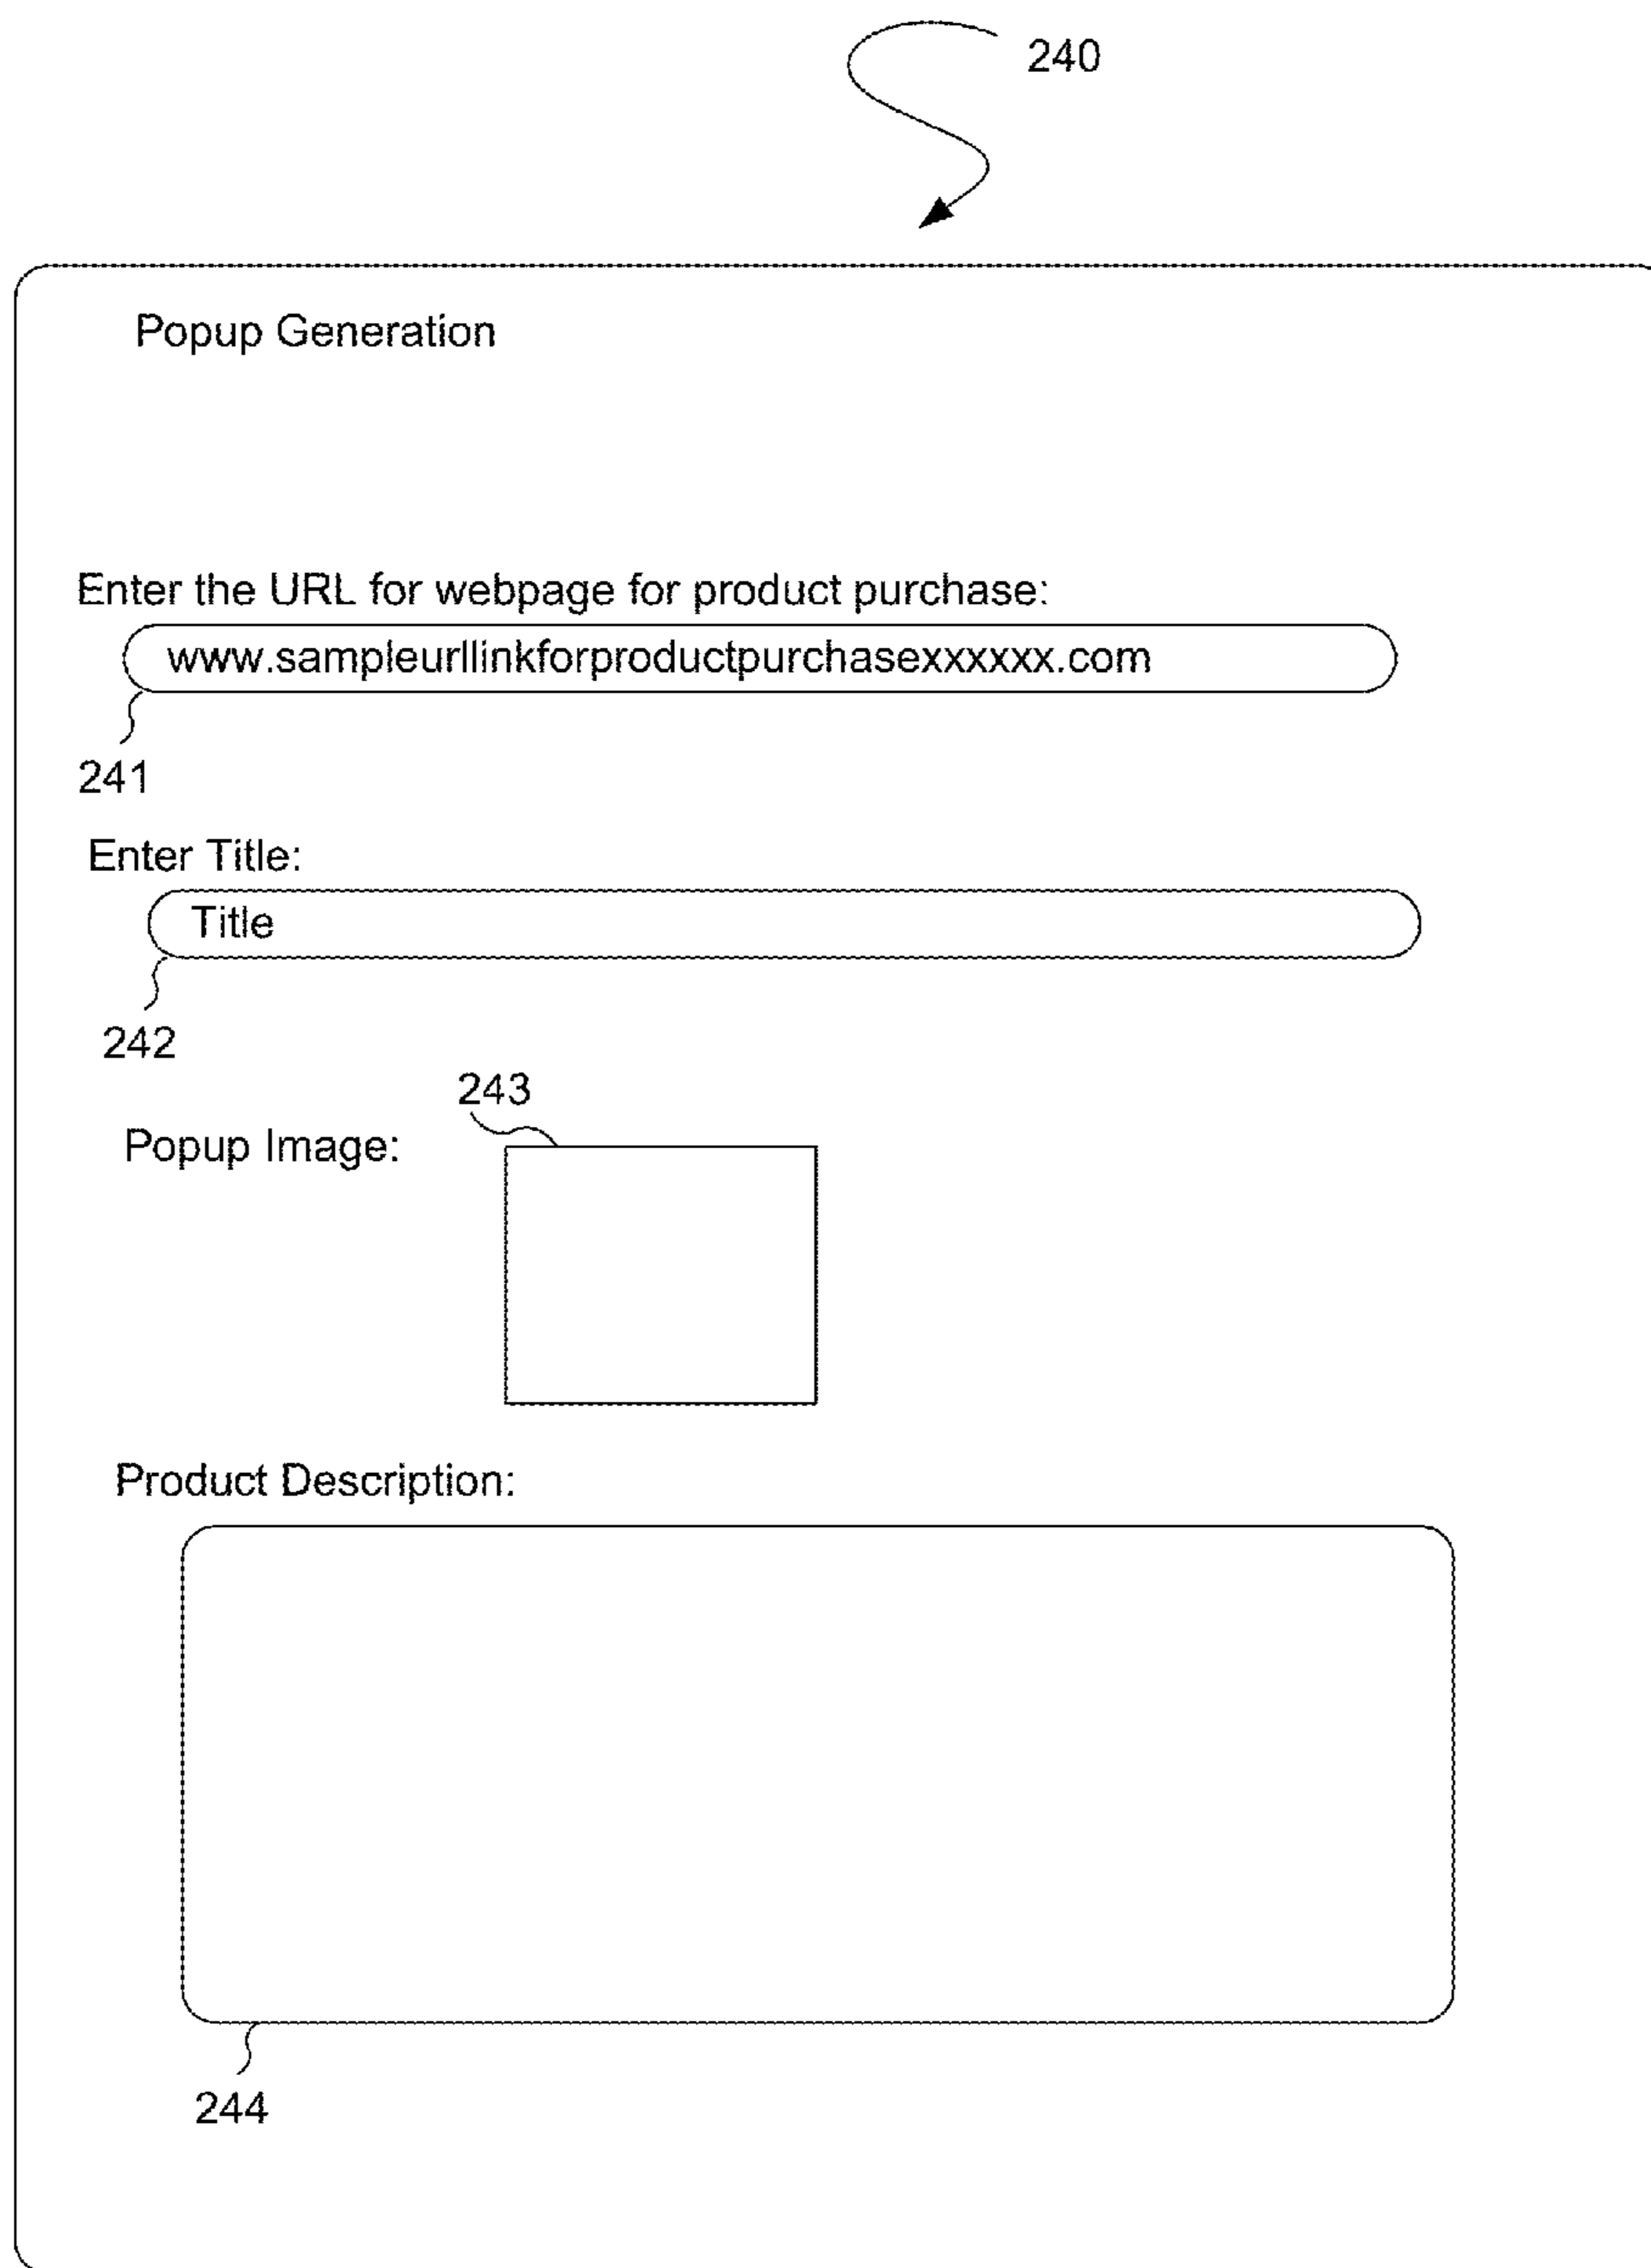 240
Popup Generation
Enter the URL for webpage for product purchase:
www.sampleurllinkforproductpurchasexxxxxx.com
241
Enter Title:
Title
242
243
Popup Image:
Product Description:
244